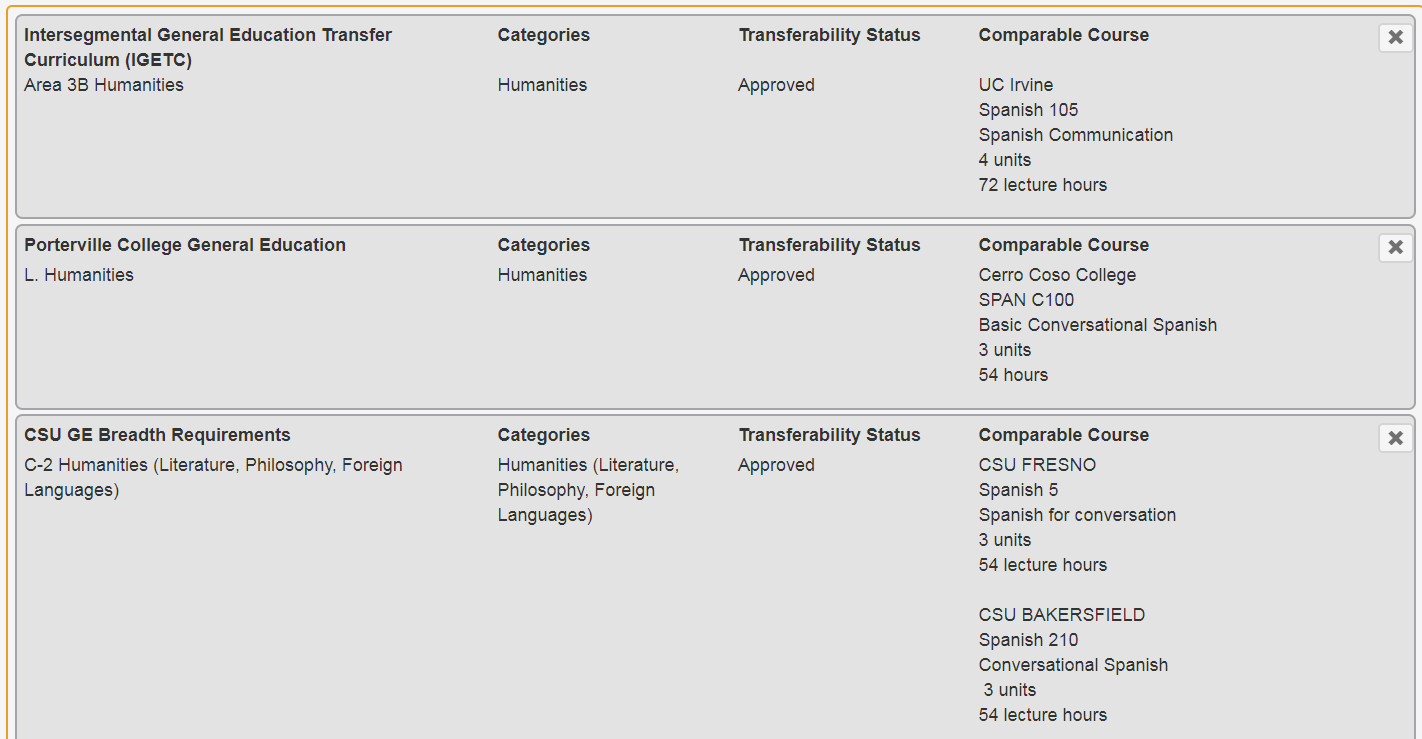 Intersegmental General Education Transfer Curriculum (IGETC)
Categories
Transferability Status
Comparable Course
Area 3B Humanities
Humanities
Approved
UC Irvine
Spanish 105
Spanish Communication
4 units
72 lecture hours
Porterville College General Education
Categories
Transferability Status
Comparable Course
L. Humanities
Humanities
Approved
Cerro Coso College
SPAN C100
Basic Conversational Spanish
3 units
54 hours
CSU GE Breadth Requirements
Categories
Transferability Status
Comparable Course
C-2 Humanities (Literature, Philosophy, Foreign
Languages)
Humanities (Literature,
Philosophy, Foreign
Languages)
Approved
CSU FRESNO
Spanish 5
Spanish for conversation
3 units
54 lecture hours
CSU BAKERSFIELD
Spanish 210
Conversational Spanish
3 units
54 lecture hours